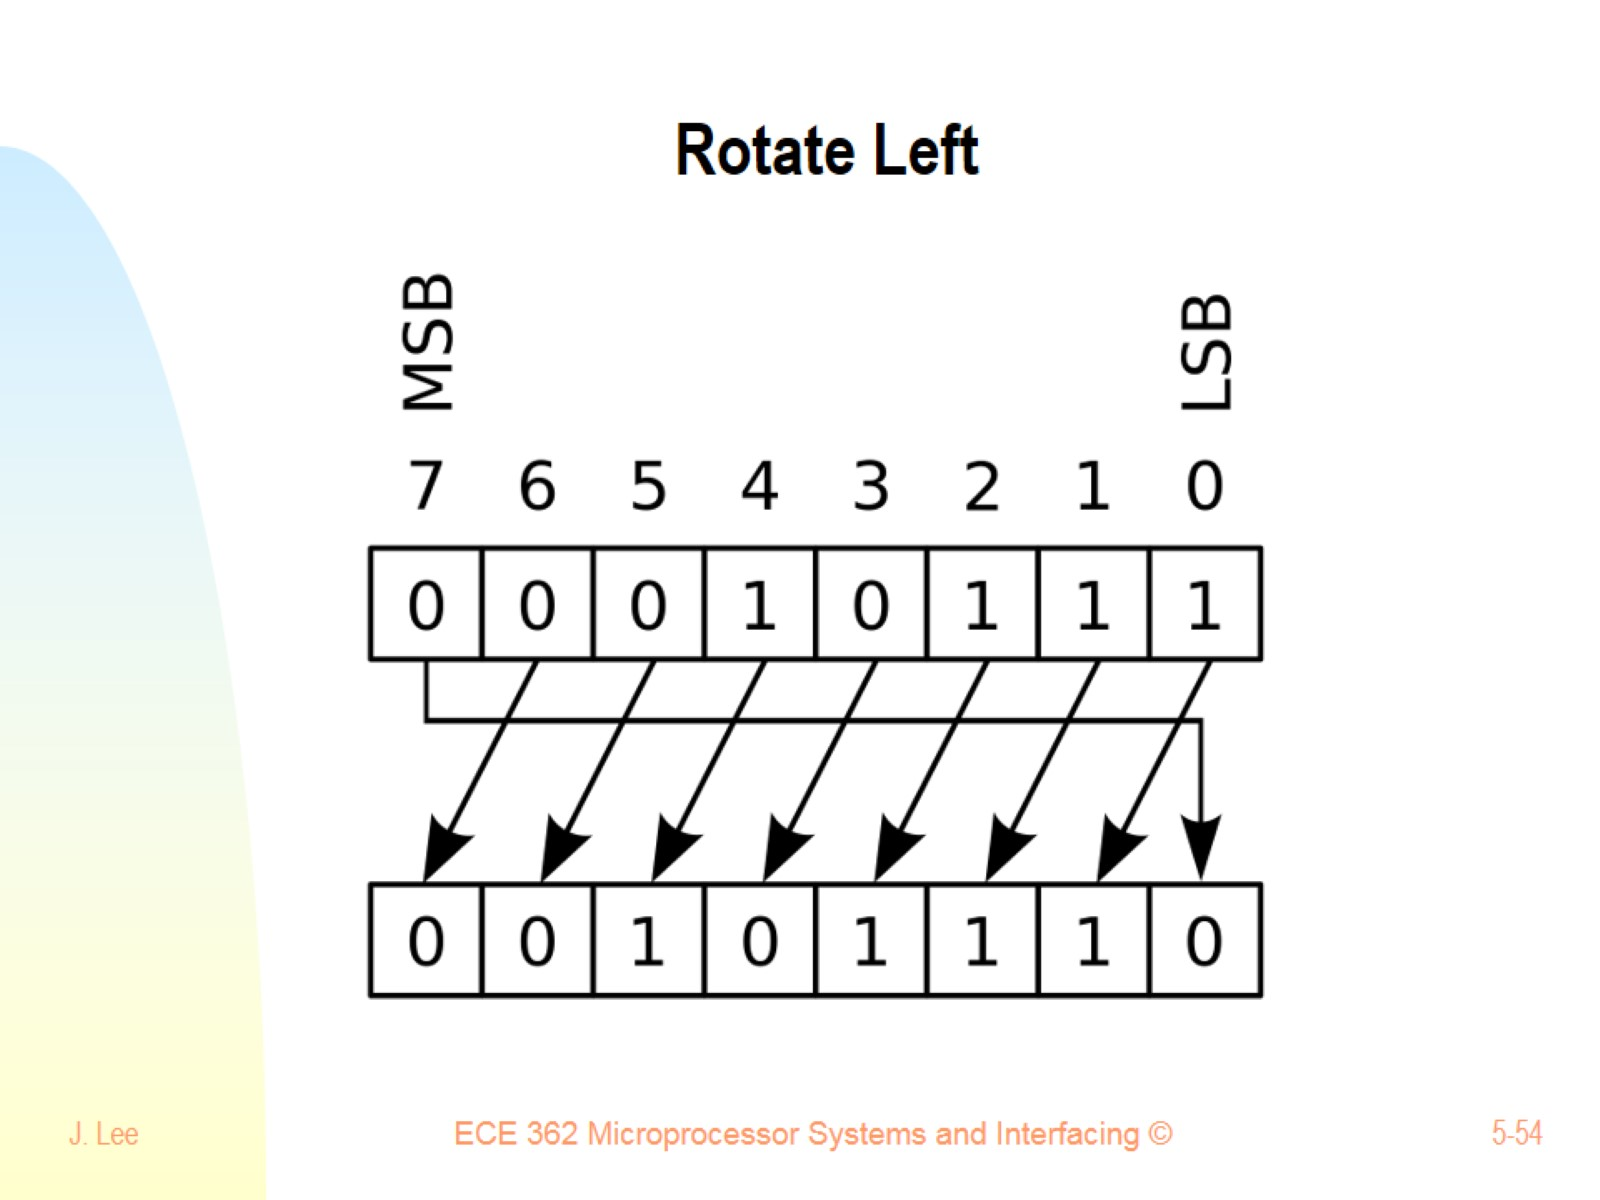 Rotate Left
MSB LSB
7 6 5 4 3 2 1 0
0 0 0 1 0 1 1 1
0 0 1 0 1 1 1 0
J. Lee ECE 362 Microprocessor Systems and Interfacing © 5-54